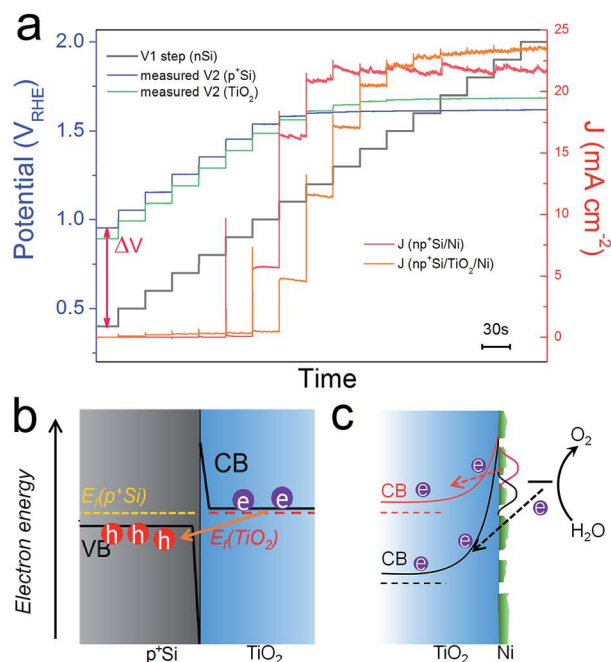 a
2.0
1.5
1.0
0.5
Potential (V_RHE)
V1 step (nSi)
measured V2 (p⁺Si)
measured V2 (TiO₂)
ΔV
J (np⁺Si/Ni)
J (np⁺Si/TiO₂/Ni)
30s
Time
25
20
15
10
5
0
J (mA cm⁻²)
b
Electron energy
CB
e e
E_f(p⁺Si)
VB
h h h
E_f(TiO₂)
p⁺Si
TiO₂
c
CB
e
e
CB
e
e
e
O₂
H₂O
TiO₂
Ni